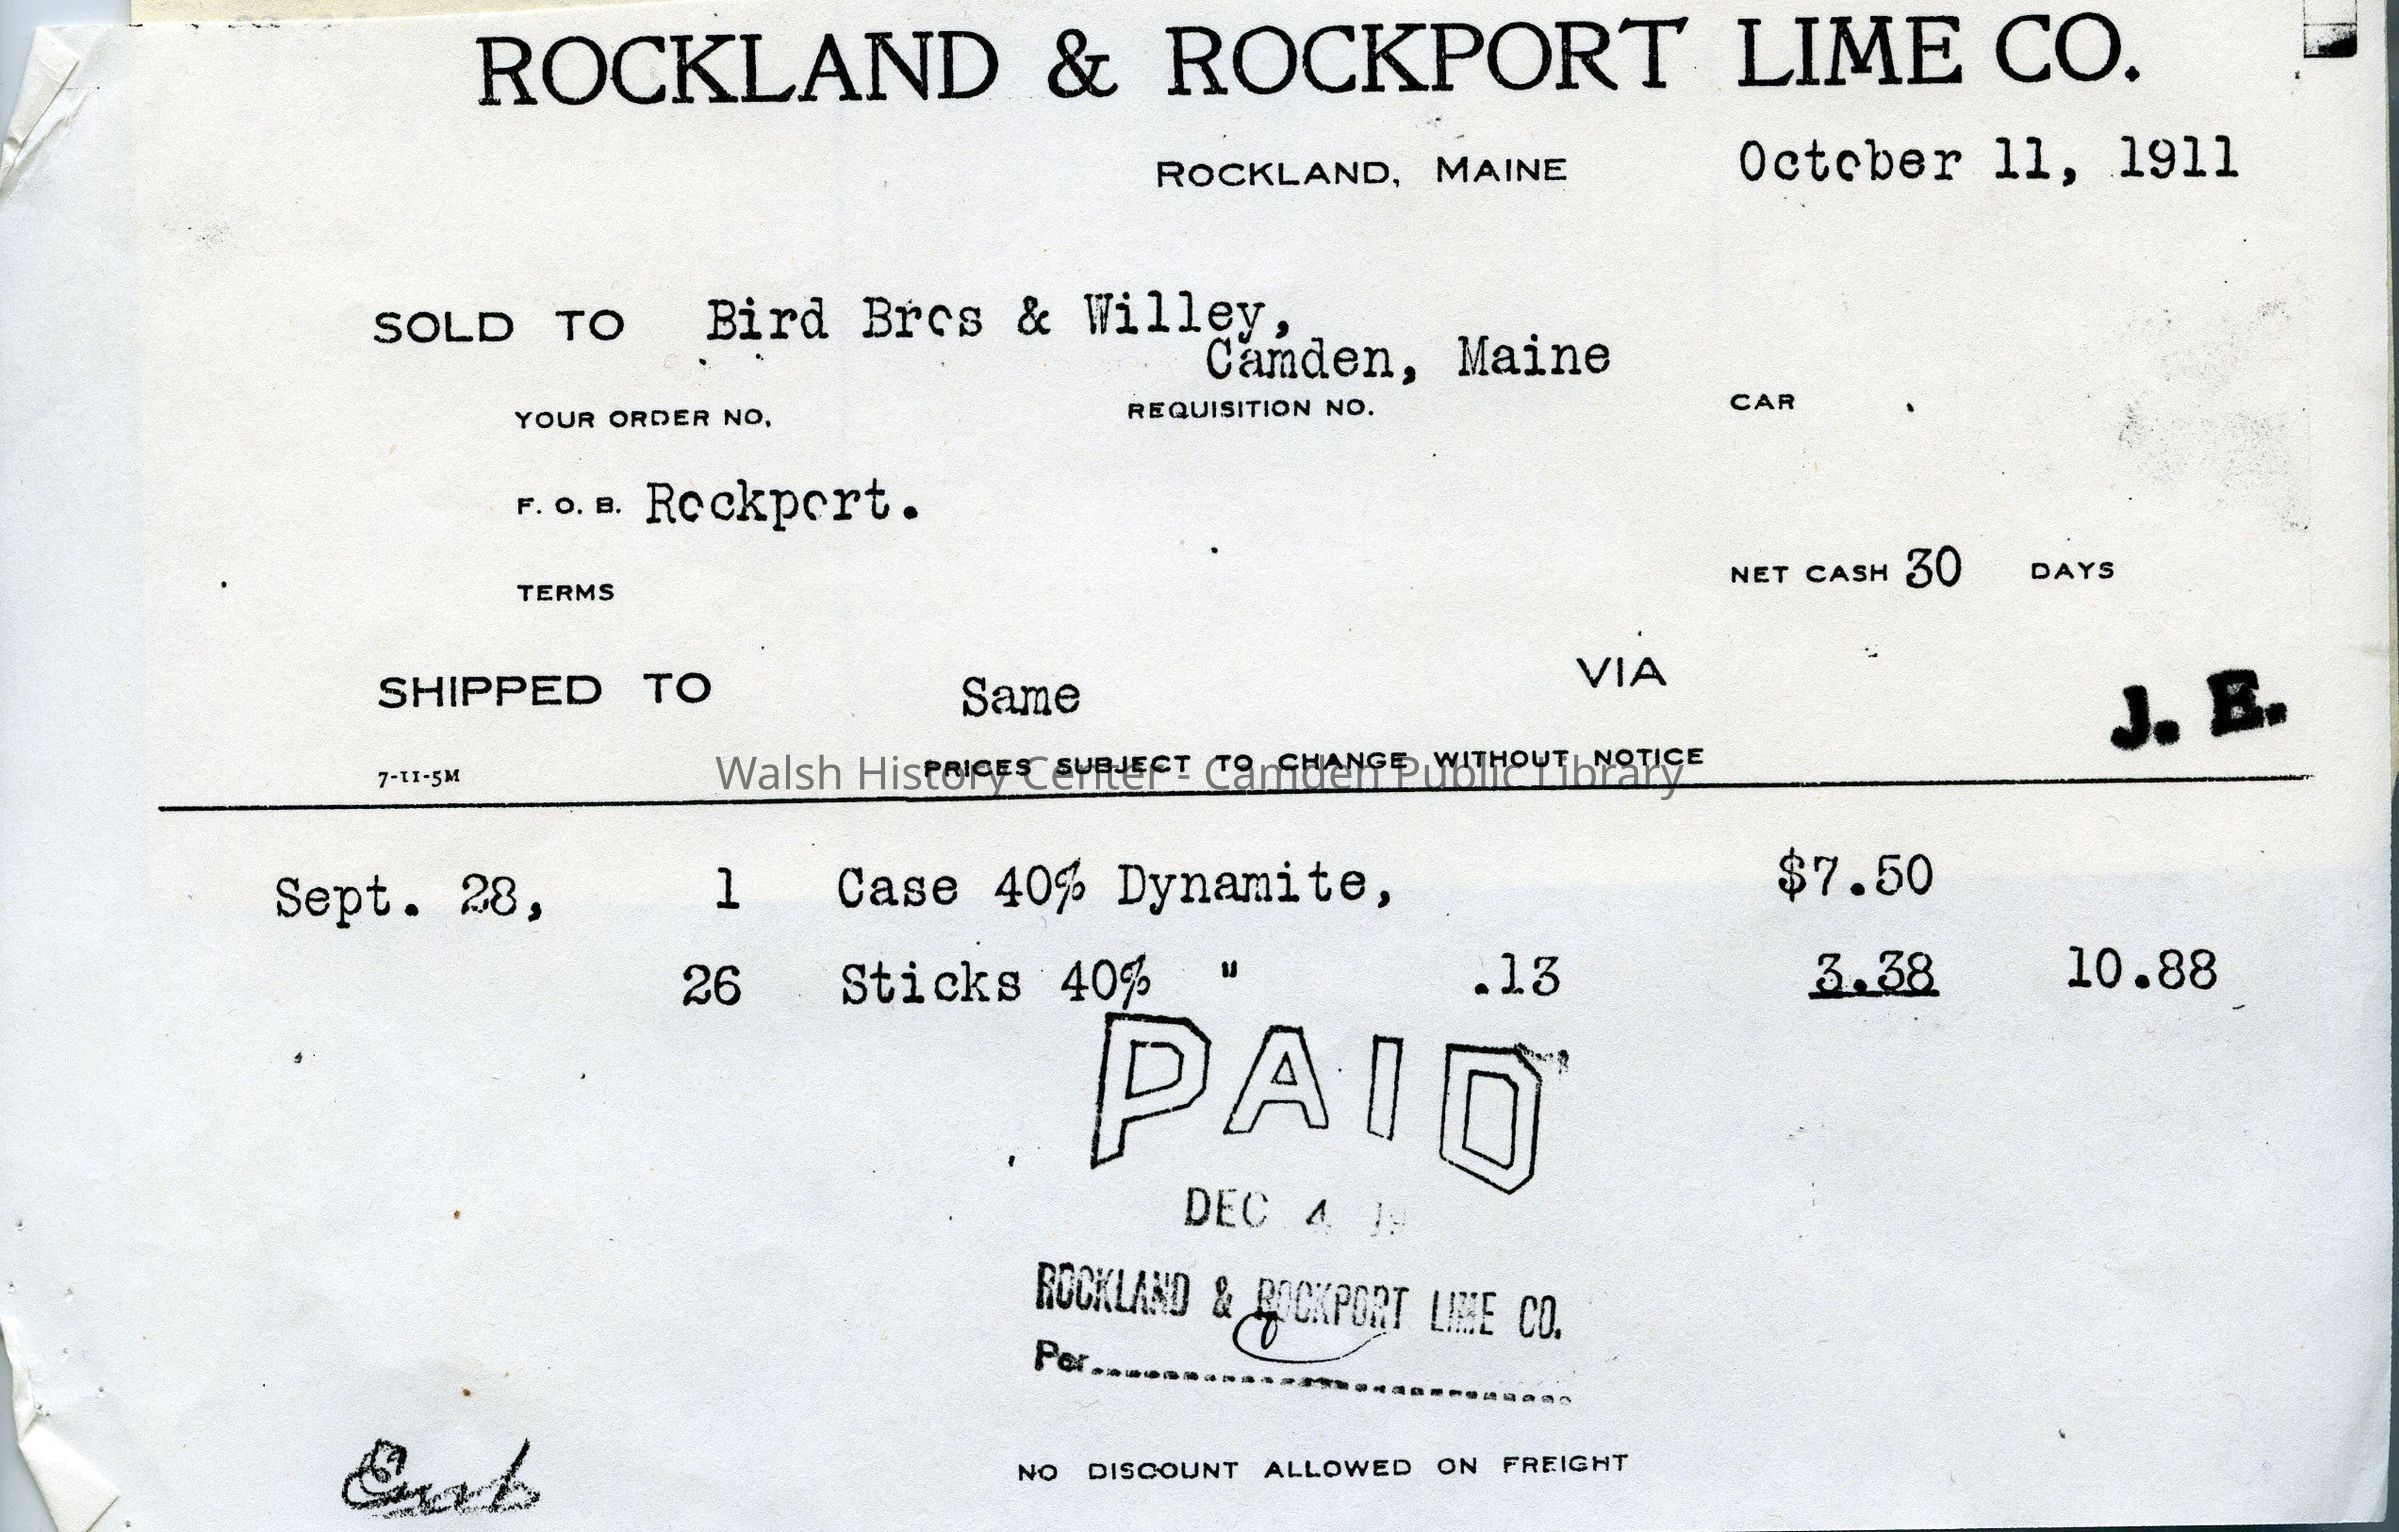 ROCKLAND & ROCKPORT LIME CO.
ROCKLAND, MAINE October 11, 1911
SOLD TO Bird Bros & Willey,
Camden, Maine
YOUR ORDER NO. REQUISITION NO. CAR
F. O. B. Rockport.
TERMS NET CASH 30 DAYS
SHIPPED TO Same VIA
J. E.
7-11-5M PRICES SUBJECT TO CHANGE WITHOUT NOTICE
Walsh History Center - Camden Public Library
Sept. 28, 1 Case 40% Dynamite, $7.50
26 Sticks 40% " .13 3.38 10.88
PAID
DEC 4 19
ROCKLAND & ROCKPORT LIME CO.
Per
NO DISCOUNT ALLOWED ON FREIGHT